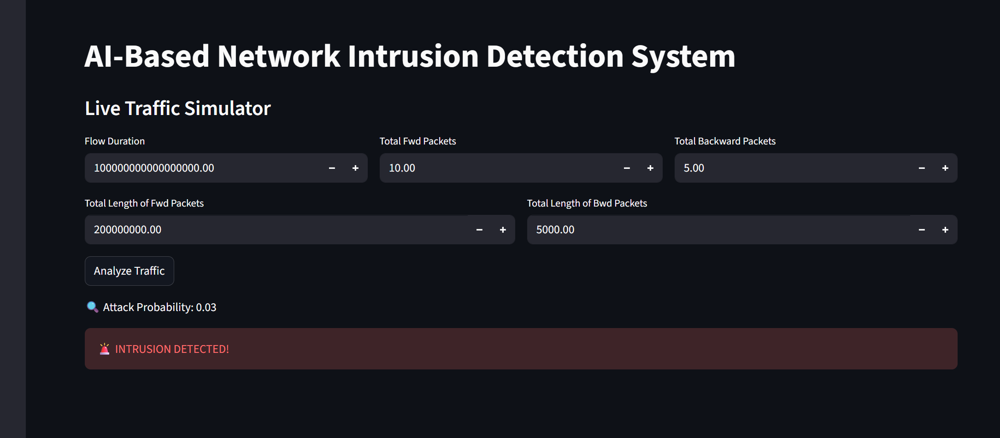 AI-Based Network Intrusion Detection System
Live Traffic Simulator
Flow Duration
Total Fwd Packets
Total Backward Packets
100000000000000000.00
10.00
5.00
Total Length of Fwd Packets
Total Length of Bwd Packets
200000000.00
5000.00
Analyze Traffic
🔍 Attack Probability: 0.03
🚨 INTRUSION DETECTED!